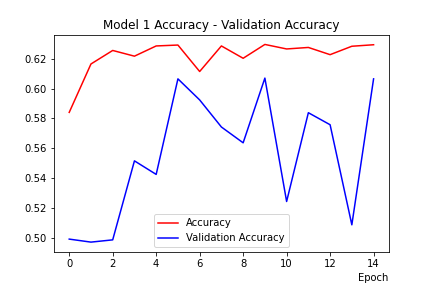 Model 1 Accuracy - Validation Accuracy
0.62
0.60
0.58
0.56
0.54
0.52
0.50
Accuracy
Validation Accuracy
0 2 4 6 8 10 12 14
Epoch